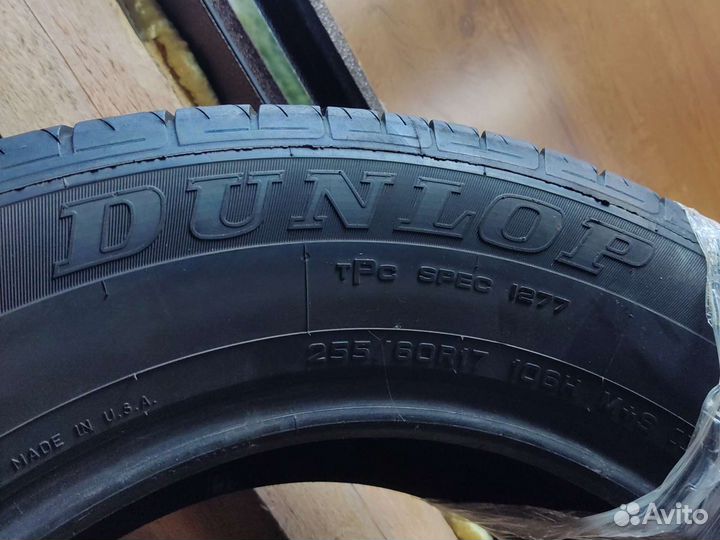 DUNLOP
TPC SPEC 1277
255/60R17 106H M+S
MADE IN U.S.A.
Avito